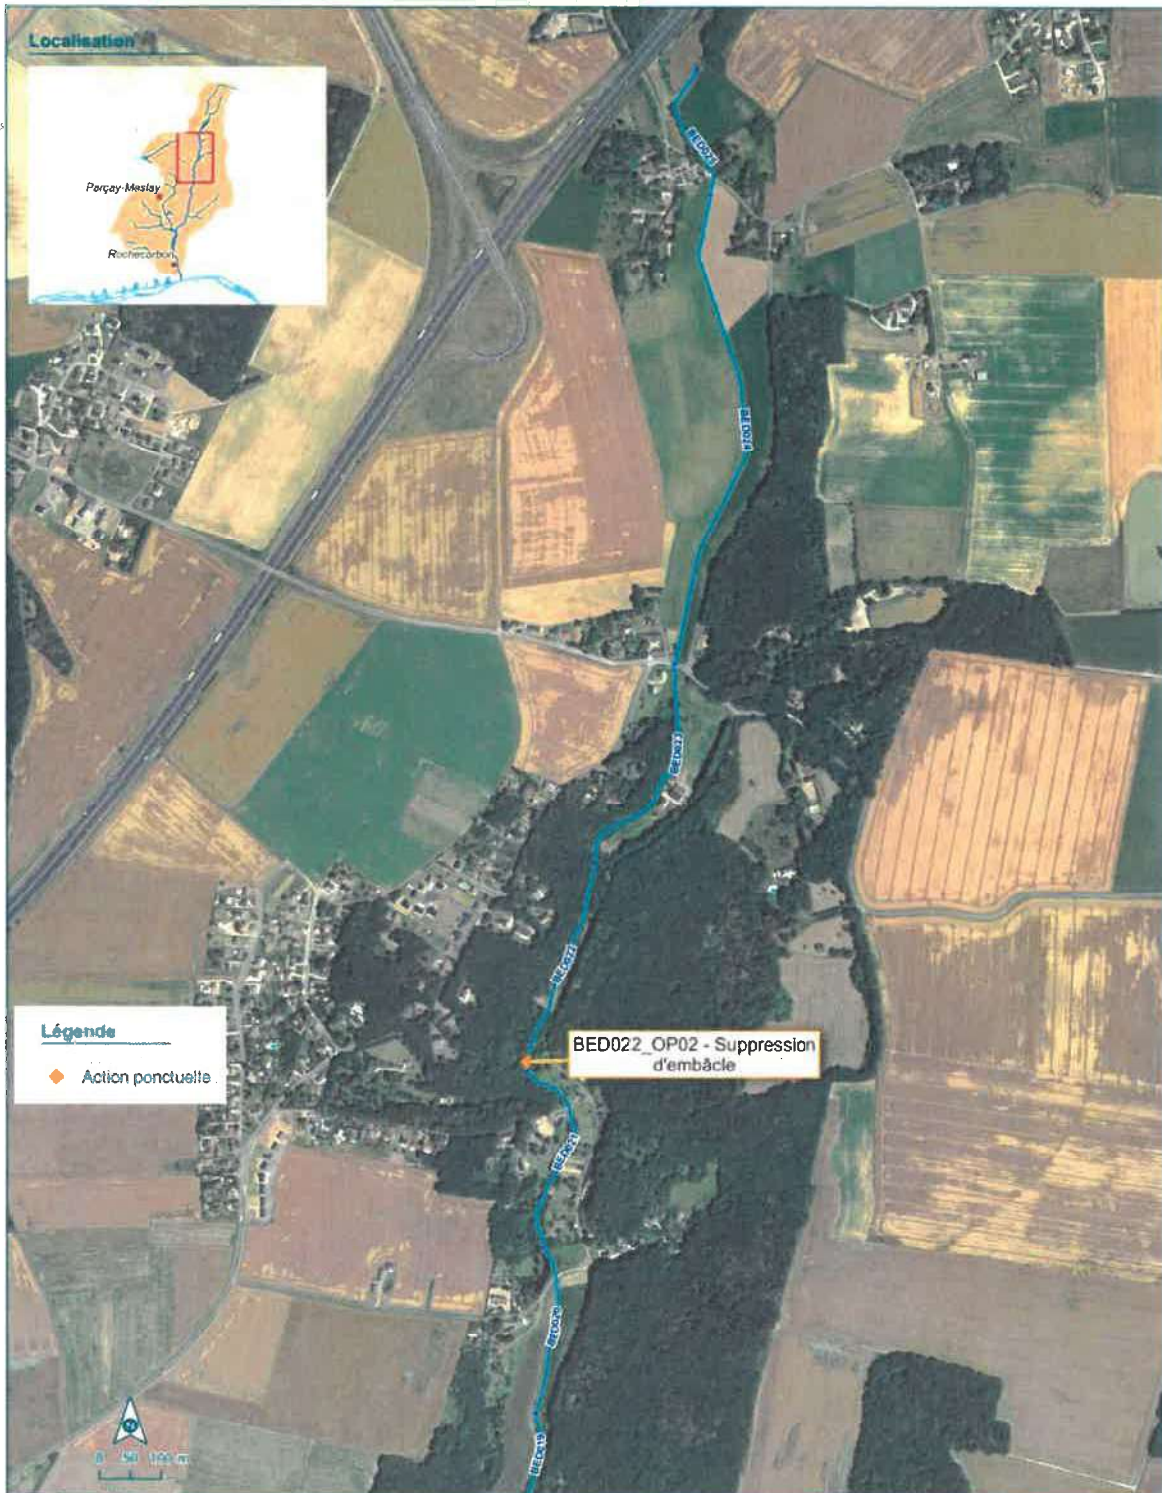 Localisation
Parçay-Meslay
Rochecorbon
BED025
BED024
BED023
BED022
BED022_OP02 - Suppression
d'embâcle
Légende
Action ponctuelle
BED021
BED020
N
0 50 100 m
BED019